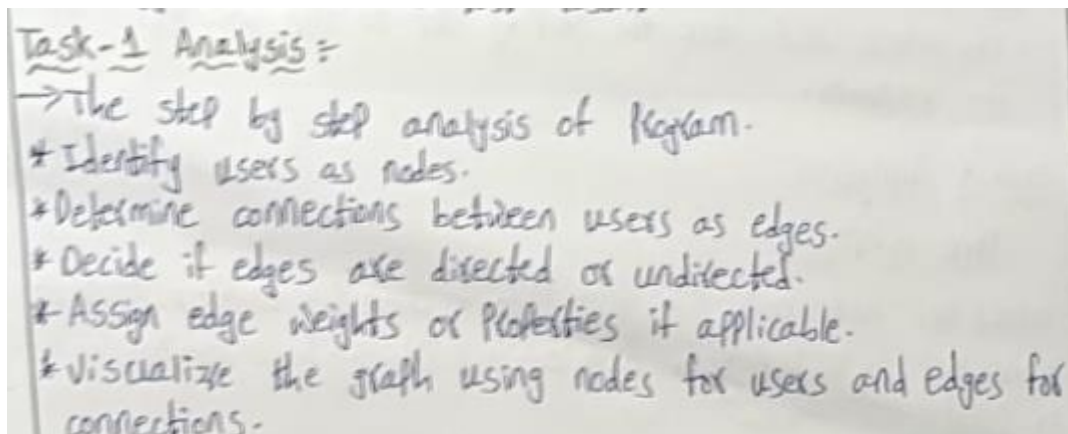 Task-1 Analysis :-
→The step by step analysis of Program.
* Identify users as nodes.
* Determine connections between users as edges.
* Decide if edges are directed or undirected.
* Assign edge weights or Properties if applicable.
* Viscualize the graph using nodes for users and edges for
connections.